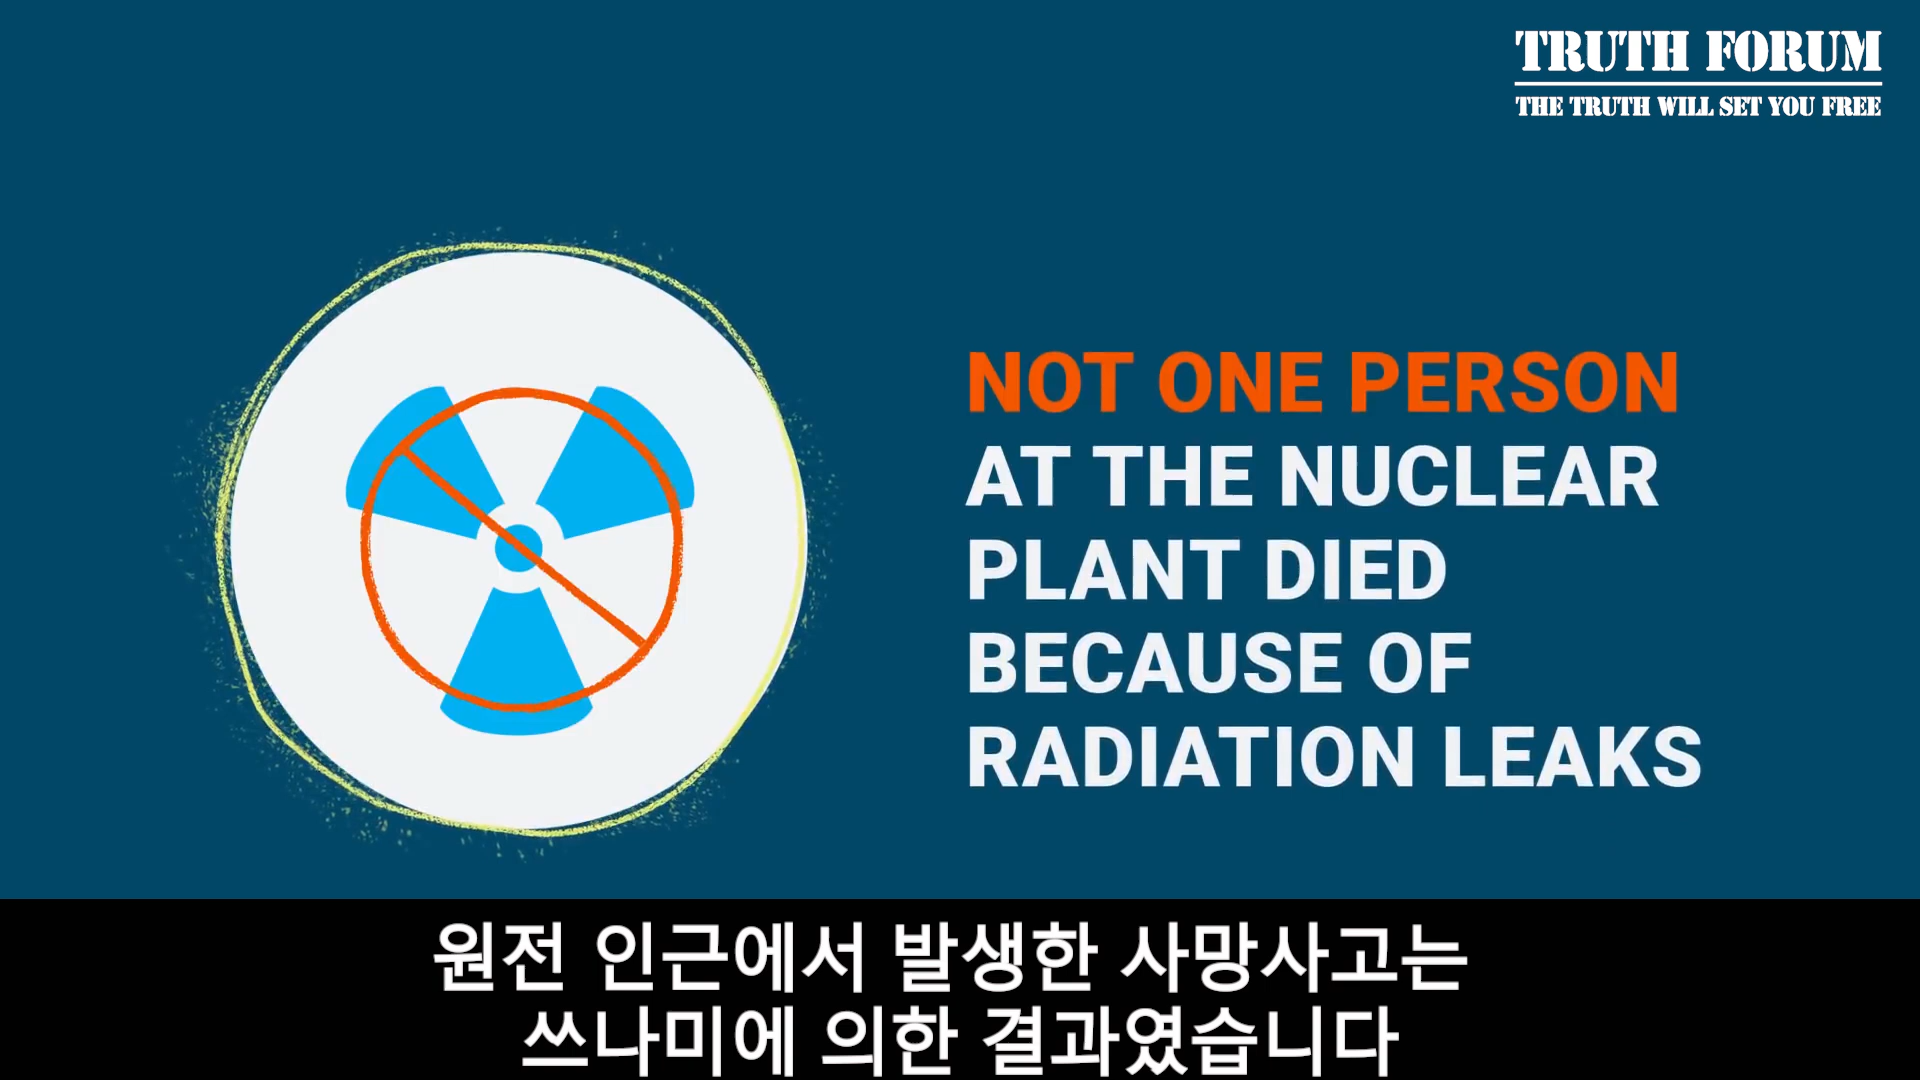 TRUTH FORUM
THE TRUTH WILL SET YOU FREE
NOT ONE PERSON
AT THE NUCLEAR
PLANT DIED
BECAUSE OF
RADIATION LEAKS
원전 인근에서 발생한 사망사고는
쓰나미에 의한 결과였습니다